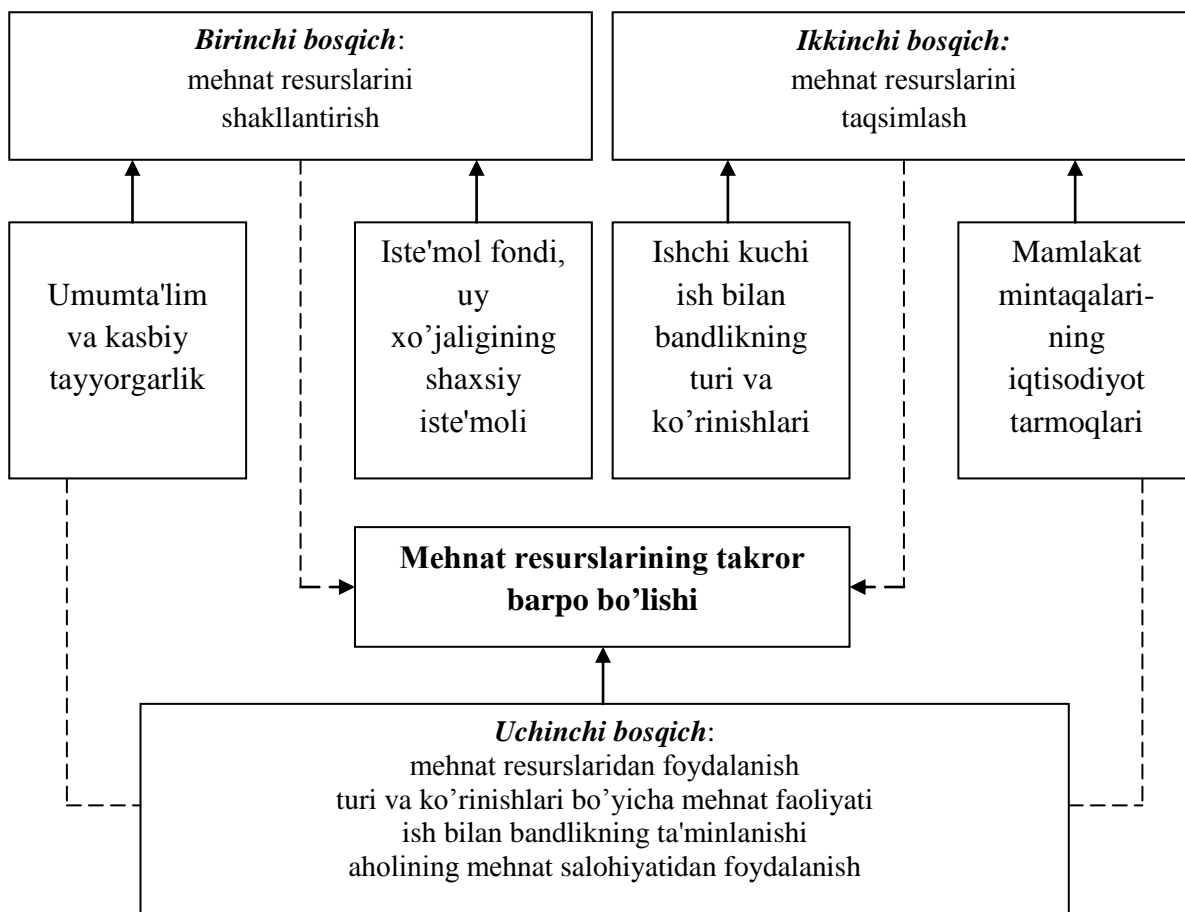 Birinchi bosqich:
mehnat resurslarini
shakllantirish
Ikkinchi bosqich:
mehnat resurslarini
taqsimlash
Umumta'lim
va kasbiy
tayyorgarlik
Iste'mol fondi,
uy
xo’jaligining
shaxsiy
iste'moli
Ishchi kuchi
ish bilan
bandlikning
turi va
ko’rinishlari
Mamlakat
mintaqalari-
ning
iqtisodiyot
tarmoqlari
Mehnat resurslarining takror
barpo bo’lishi
Uchinchi bosqich:
mehnat resurslaridan foydalanish
turi va ko’rinishlari bo’yicha mehnat faoliyati
ish bilan bandlikning ta'minlanishi
aholining mehnat salohiyatidan foydalanish